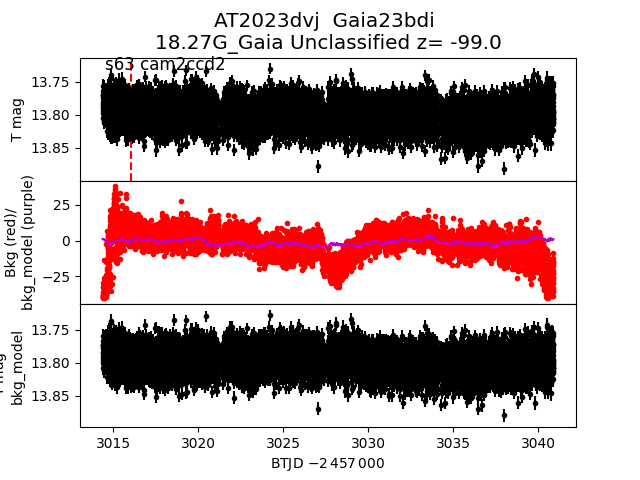 AT2023dvj  Gaia23bdi
18.27G_Gaia Unclassified z= -99.0
s63 cam2ccd2
T mag
13.75
13.80
13.85
Bkg (red)/
bkg_model (purple)
25
0
−25
bkg_model
13.75
13.80
13.85
3015 3020 3025 3030 3035 3040
BTJD −2 457 000